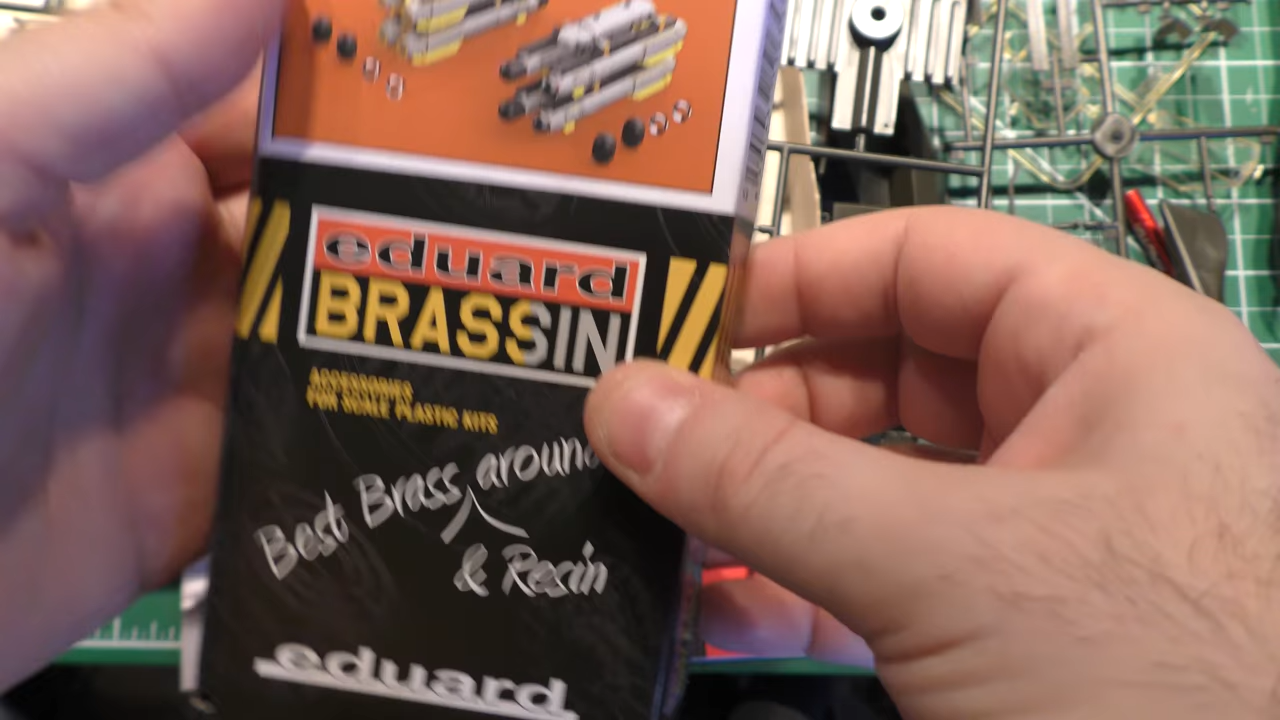 eduard
BRASSIN
ACCESSORIES
FOR SCALE PLASTIC KITS
Best Brass around
& Resin
eduard